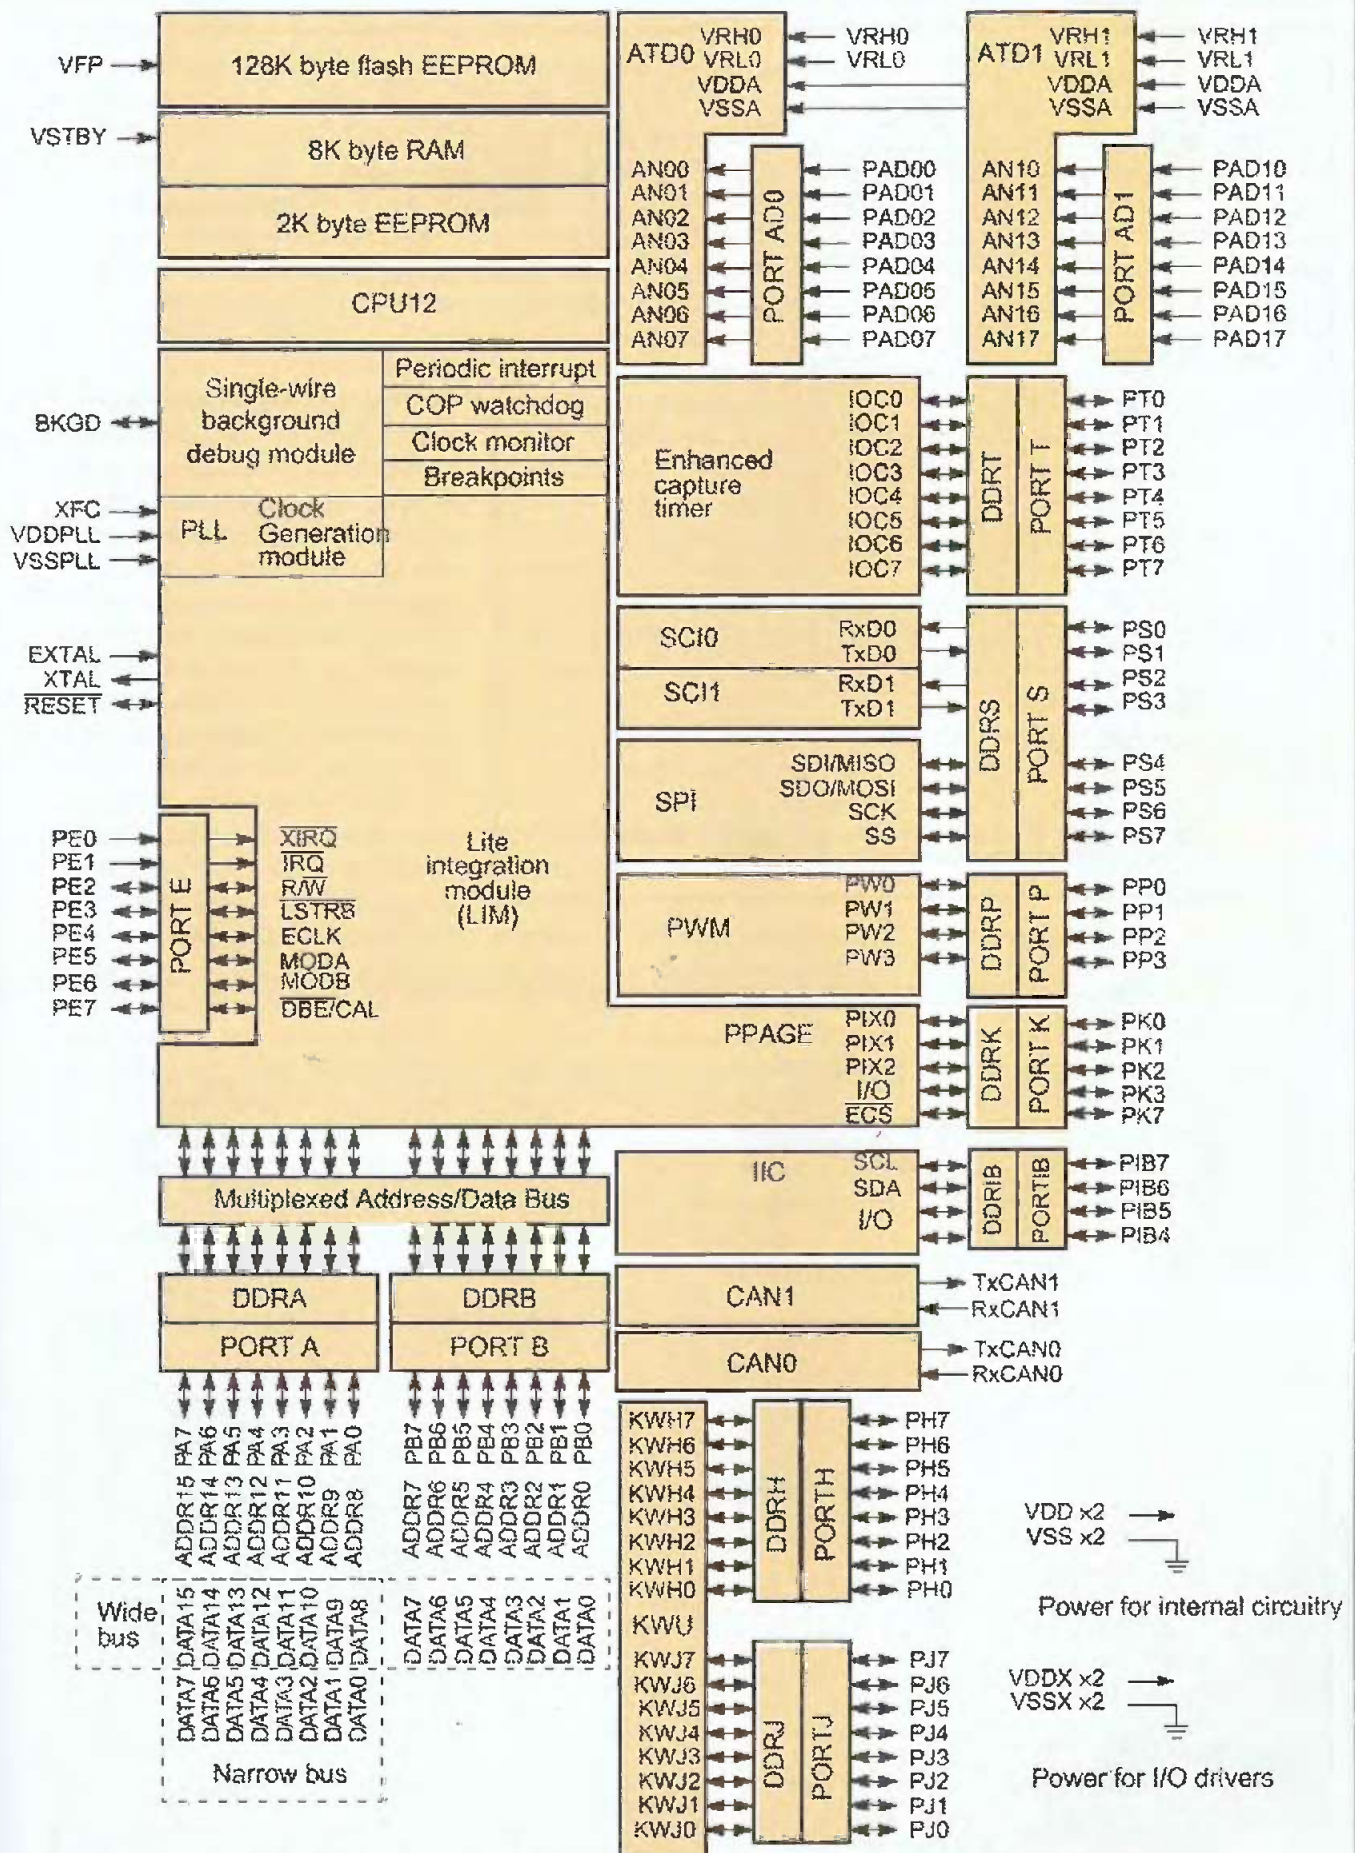 VFP
128K byte flash EEPROM
VSTBY
8K byte RAM
2K byte EEPROM
CPU12
Single-wire
background
debug module
Periodic interrupt
COP watchdog
Clock monitor
Breakpoints
BKGD
XFC
VDDPLL
VSSPLL
PLL
Clock
Generation
module
EXTAL
XTAL
RESET
PE0
PE1
PE2
PE3
PE4
PE5
PE6
PE7
PORT E
XIRQ
IRQ
R/W
LSTRB
ECLK
MODA
MODB
DBE/CAL
Lite
integration
module
(LIM)
PPAGE
PIX0
PIX1
PIX2
I/O
ECS
DDRK
PORT K
PK0
PK1
PK2
PK3
PK7
ATD0
VRH0
VRL0
VDDA
VSSA
VRH0
VRL0
AN00
AN01
AN02
AN03
AN04
AN05
AN06
AN07
PORT AD0
PAD00
PAD01
PAD02
PAD03
PAD04
PAD05
PAD06
PAD07
ATD1
VRH1
VRL1
VDDA
VSSA
VRH1
VRL1
VDDA
VSSA
AN10
AN11
AN12
AN13
AN14
AN15
AN16
AN17
PORT AD1
PAD10
PAD11
PAD12
PAD13
PAD14
PAD15
PAD16
PAD17
Enhanced
capture
timer
IOC0
IOC1
IOC2
IOC3
IOC4
IOC5
IOC6
IOC7
DDRT
PORT T
PT0
PT1
PT2
PT3
PT4
PT5
PT6
PT7
SCI0
RxD0
TxD0
SCI1
RxD1
TxD1
SPI
SDI/MISO
SDO/MOSI
SCK
SS
DDRS
PORT S
PS0
PS1
PS2
PS3
PS4
PS5
PS6
PS7
PWM
PW0
PW1
PW2
PW3
DDRP
PORT P
PP0
PP1
PP2
PP3
IIC
SCL
SDA
I/O
DDRIB
PORTIB
PIB7
PIB6
PIB5
PIB4
CAN1
TxCAN1
RxCAN1
CAN0
TxCAN0
RxCAN0
Multiplexed Address/Data Bus
DDRA
PORT A
DDRB
PORT B
PA7
PA6
PA5
PA4
PA3
PA2
PA1
PA0
PB7
PB6
PB5
PB4
PB3
PB2
PB1
PB0
ADDR15
ADDR14
ADDR13
ADDR12
ADDR11
ADDR10
ADDR9
ADDR8
ADDR7
ADDR6
ADDR5
ADDR4
ADDR3
ADDR2
ADDR1
ADDR0
Wide
bus
DATA15
DATA14
DATA13
DATA12
DATA11
DATA10
DATA9
DATA8
DATA7
DATA6
DATA5
DATA4
DATA3
DATA2
DATA1
DATA0
DATA7
DATA6
DATA5
DATA4
DATA3
DATA2
DATA1
DATA0
Narrow bus
KWH7
KWH6
KWH5
KWH4
KWH3
KWH2
KWH1
KWH0
KWU
KWJ7
KWJ6
KWJ5
KWJ4
KWJ3
KWJ2
KWJ1
KWJ0
DDRH
PORTH
PH7
PH6
PH5
PH4
PH3
PH2
PH1
PH0
DDRJ
PORTJ
PJ7
PJ6
PJ5
PJ4
PJ3
PJ2
PJ1
PJ0
VDD x2
VSS x2
Power for internal circuitry
VDDX x2
VSSX x2
Power for I/O drivers